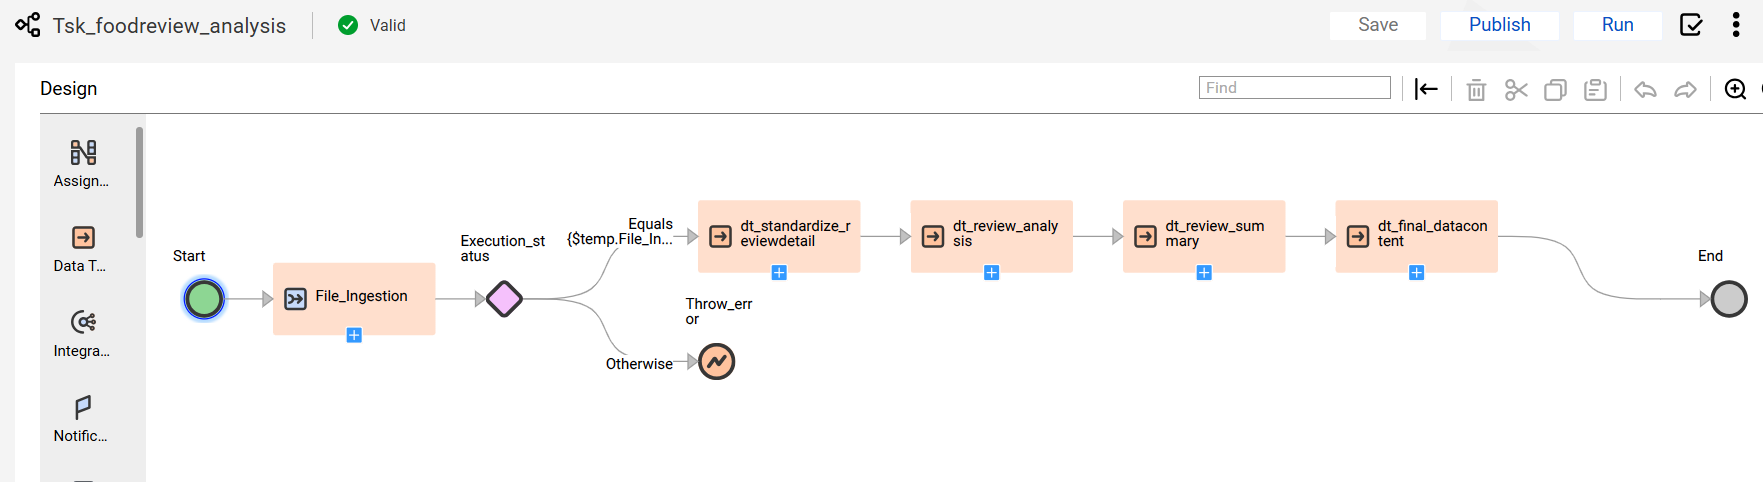 Tsk_foodreview_analysis
Valid
Save
Publish
Run
Design
Find
Assign...
Data T...
Integra...
Notific...
Start
File_Ingestion
Execution_st
atus
Equals
{$temp.File_In...
Otherwise
dt_standardize_r
eviewdetail
Throw_err
or
dt_review_analy
sis
dt_review_sum
mary
dt_final_datacon
tent
End